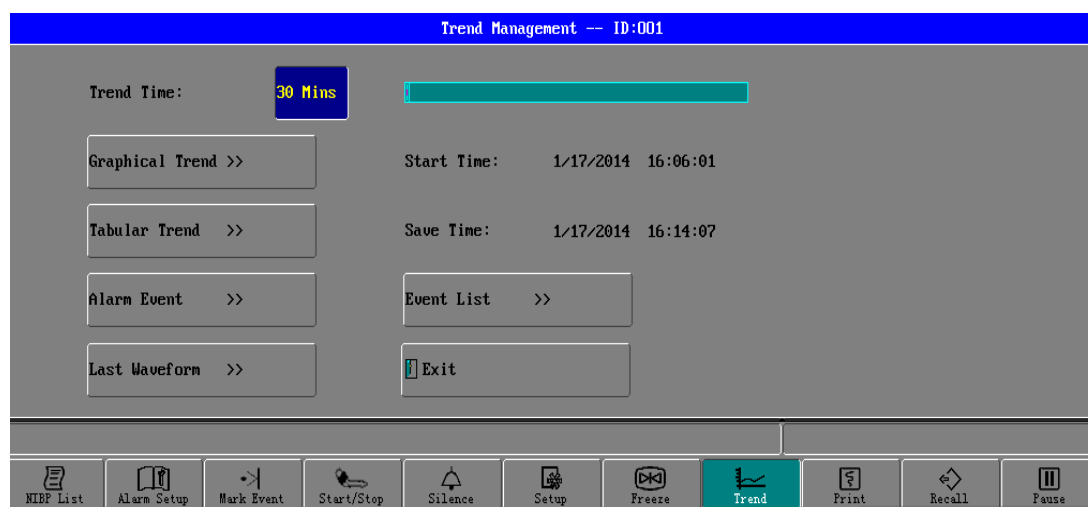 Trend Management -- ID:001
Trend Time: 30 Mins
Graphical Trend >> Start Time: 1/17/2014 16:06:01
Tabular Trend >> Save Time: 1/17/2014 16:14:07
Alarm Event >> Event List >>
Last Waveform >> Exit
NIBP List Alarm Setup Mark Event Start/Stop Silence Setup Freeze Trend Print Recall Pause